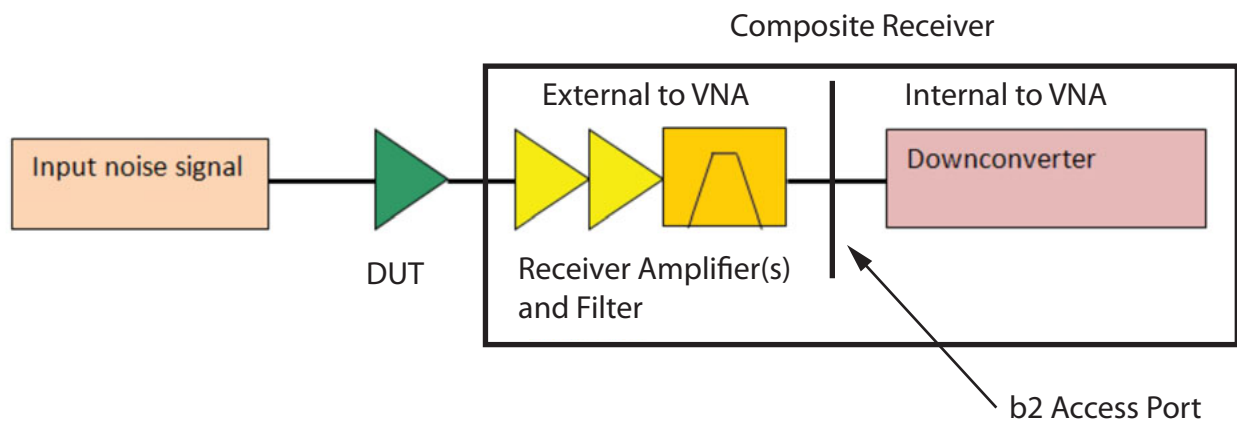 Composite Receiver
External to VNA
Internal to VNA
Input noise signal
Downconverter
DUT
Receiver Amplifier(s)
and Filter
b2 Access Port